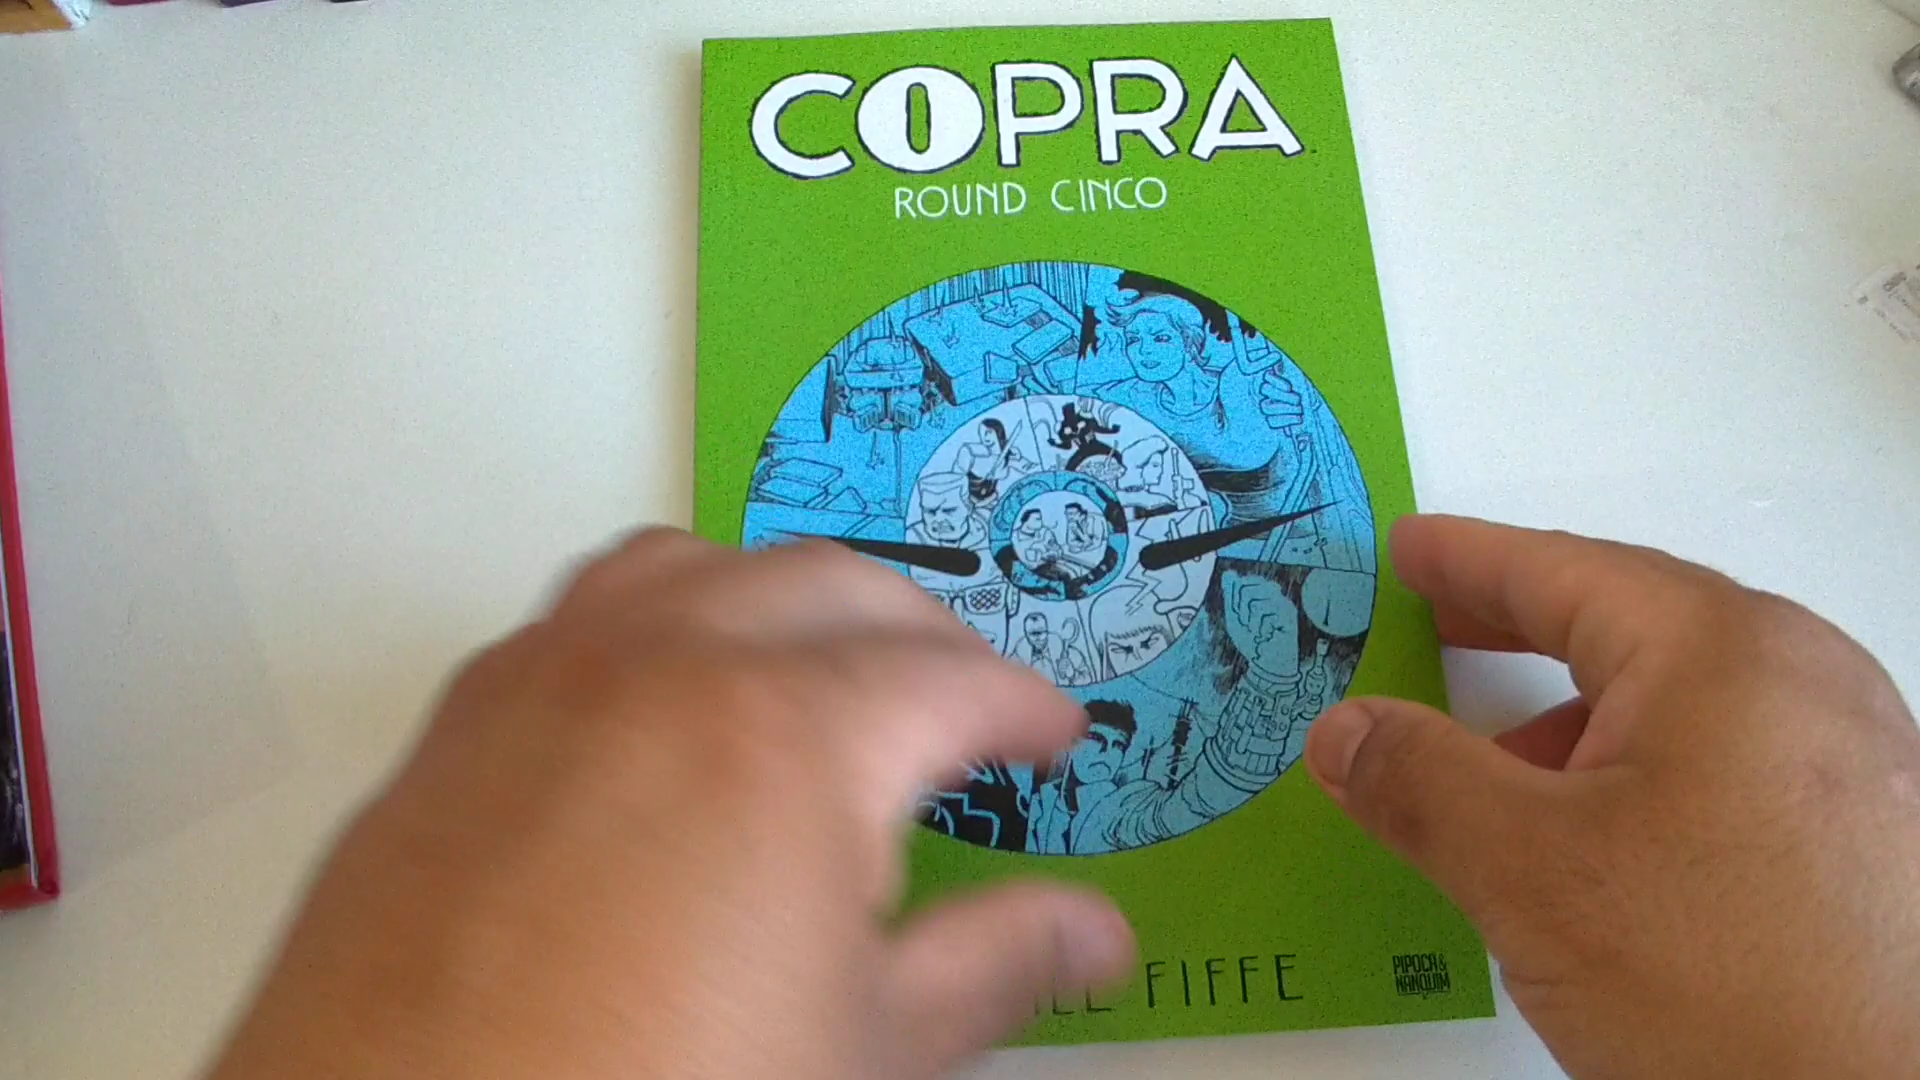 COPRA
ROUND CINCO
FIFFE
PIPOCA &
NANQUIM